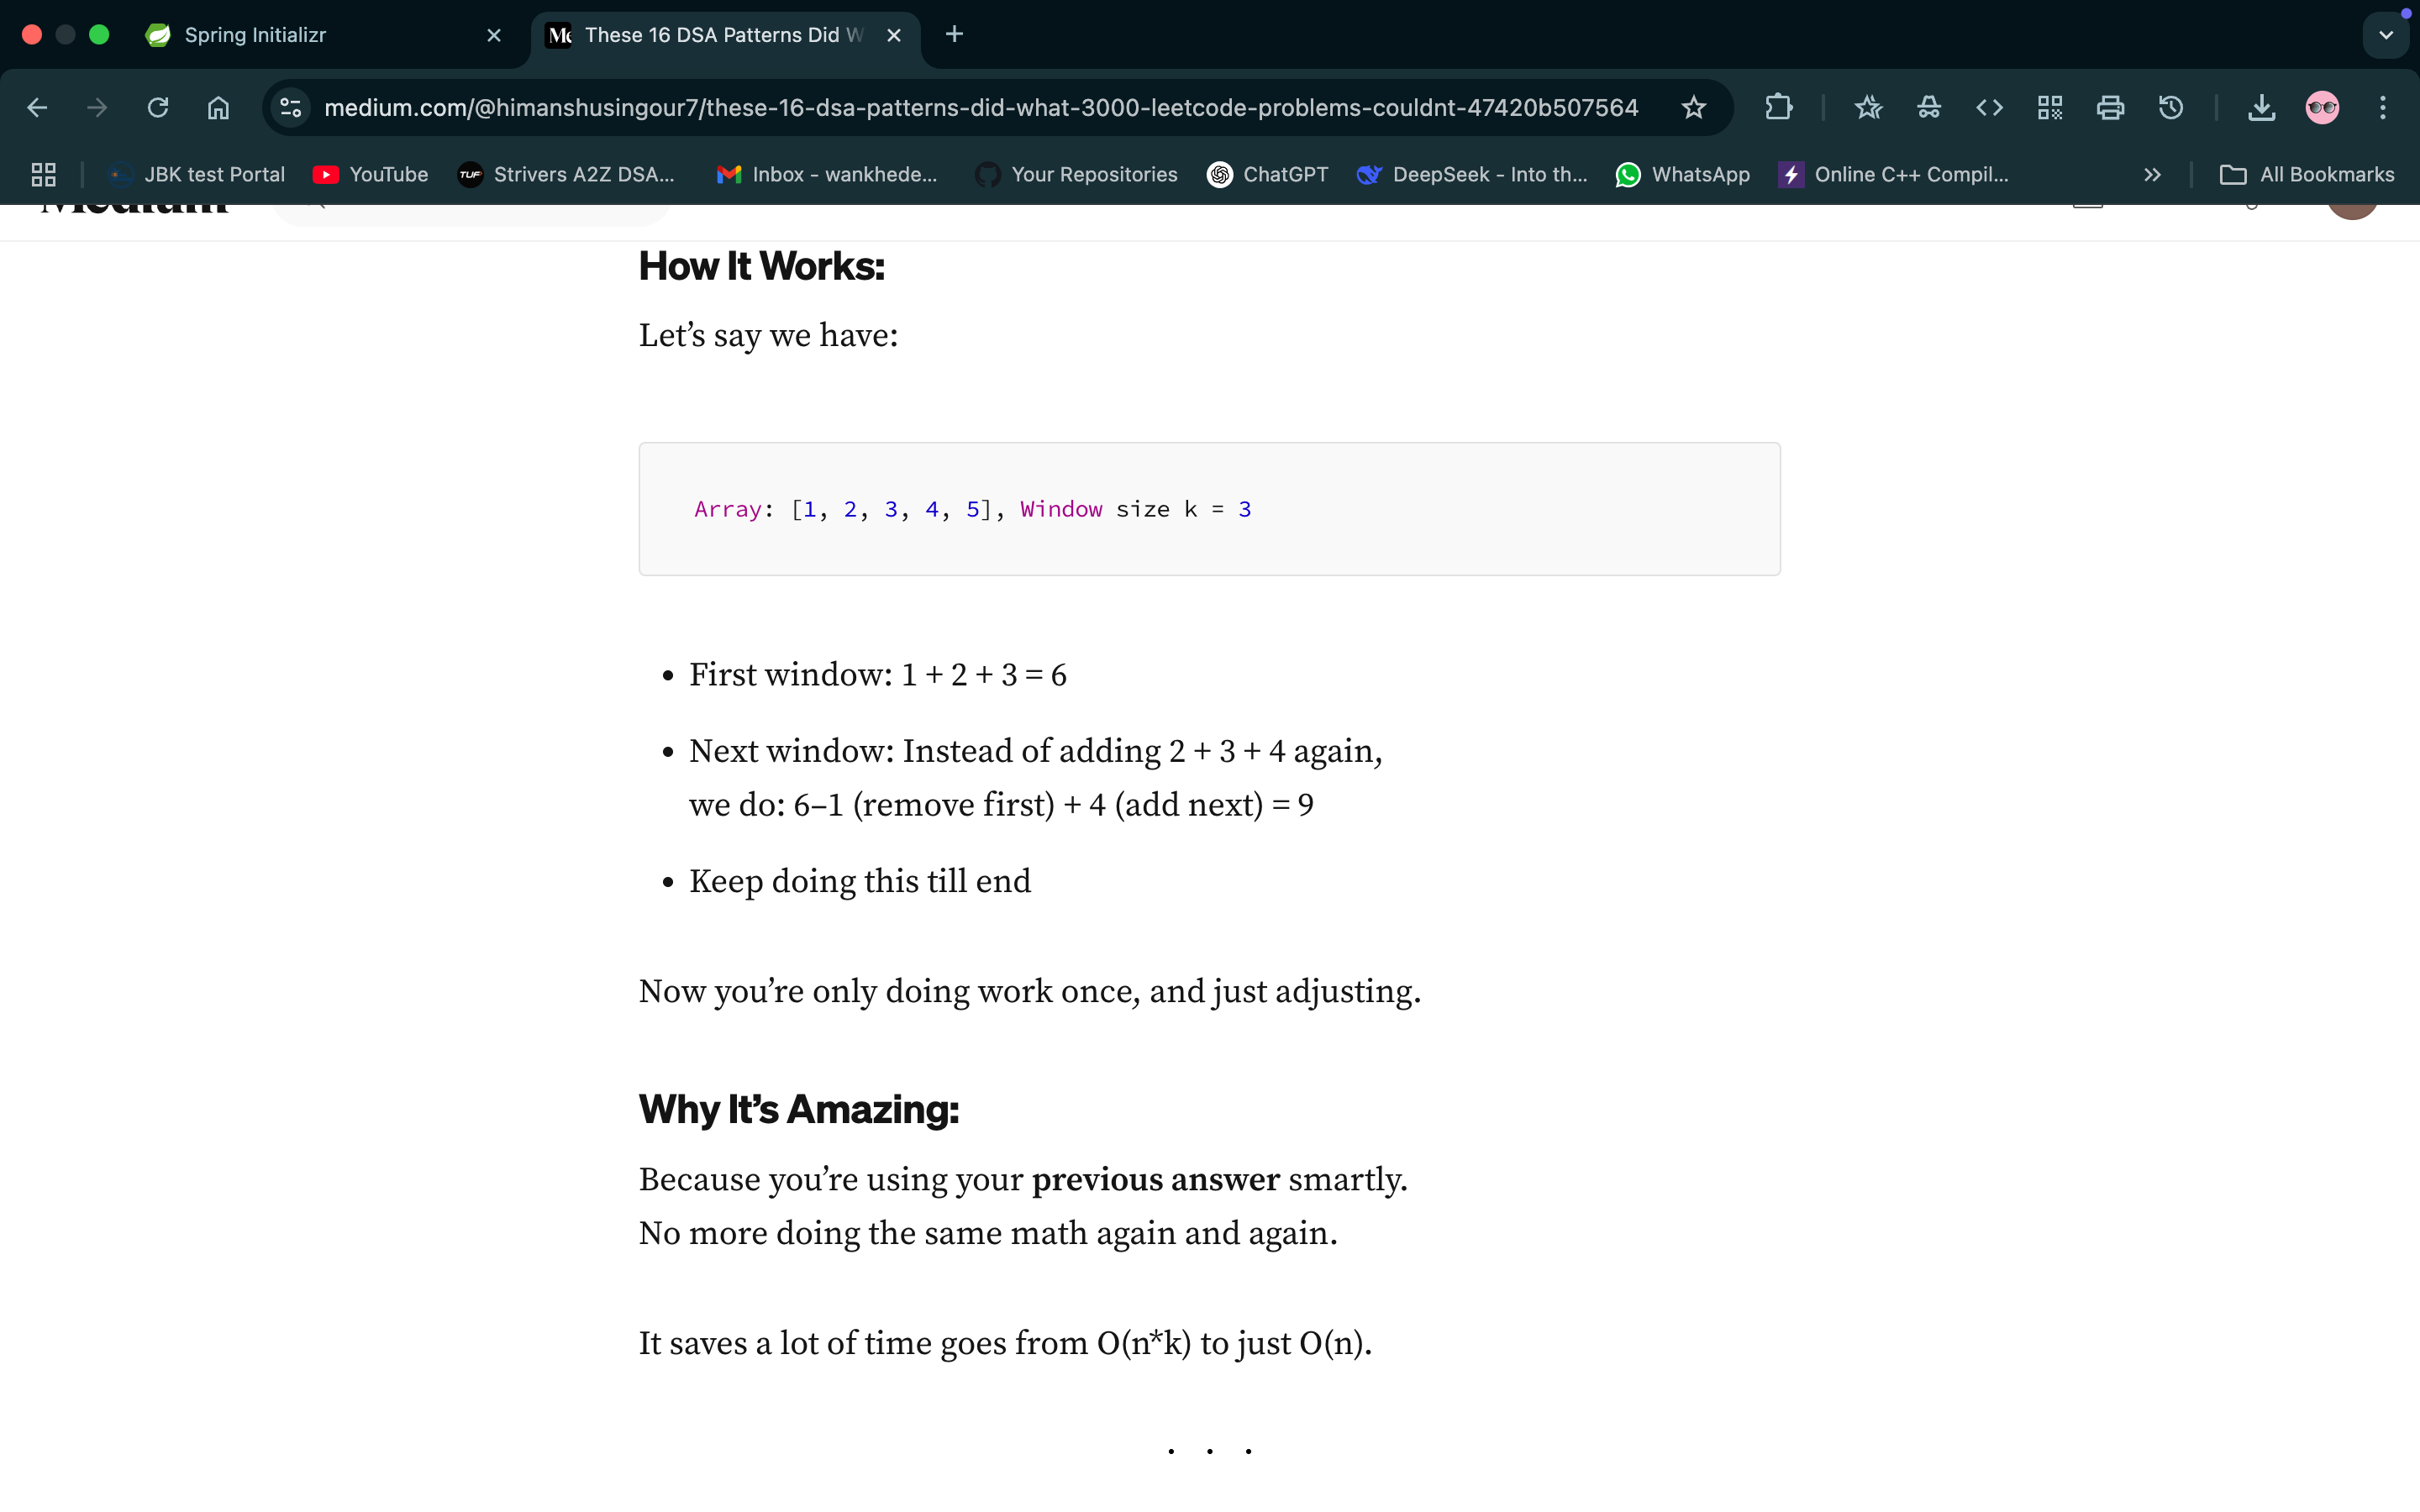 Spring Initializr
These 16 DSA Patterns Did W
medium.com/@himanshusingour7/these-16-dsa-patterns-did-what-3000-leetcode-problems-couldnt-47420b507564
JBK test Portal
YouTube
TUF
Strivers A2Z DSA...
Inbox - wankhede...
Your Repositories
ChatGPT
DeepSeek - Into th...
WhatsApp
Online C++ Compil...
All Bookmarks
Medium
How It Works:
Let’s say we have:
Array: [1, 2, 3, 4, 5], Window size k = 3
• First window: 1 + 2 + 3 = 6
• Next window: Instead of adding 2 + 3 + 4 again,
we do: 6–1 (remove first) + 4 (add next) = 9
• Keep doing this till end
Now you’re only doing work once, and just adjusting.
Why It’s Amazing:
Because you’re using your previous answer smartly.
No more doing the same math again and again.
It saves a lot of time goes from O(n*k) to just O(n).
. . .